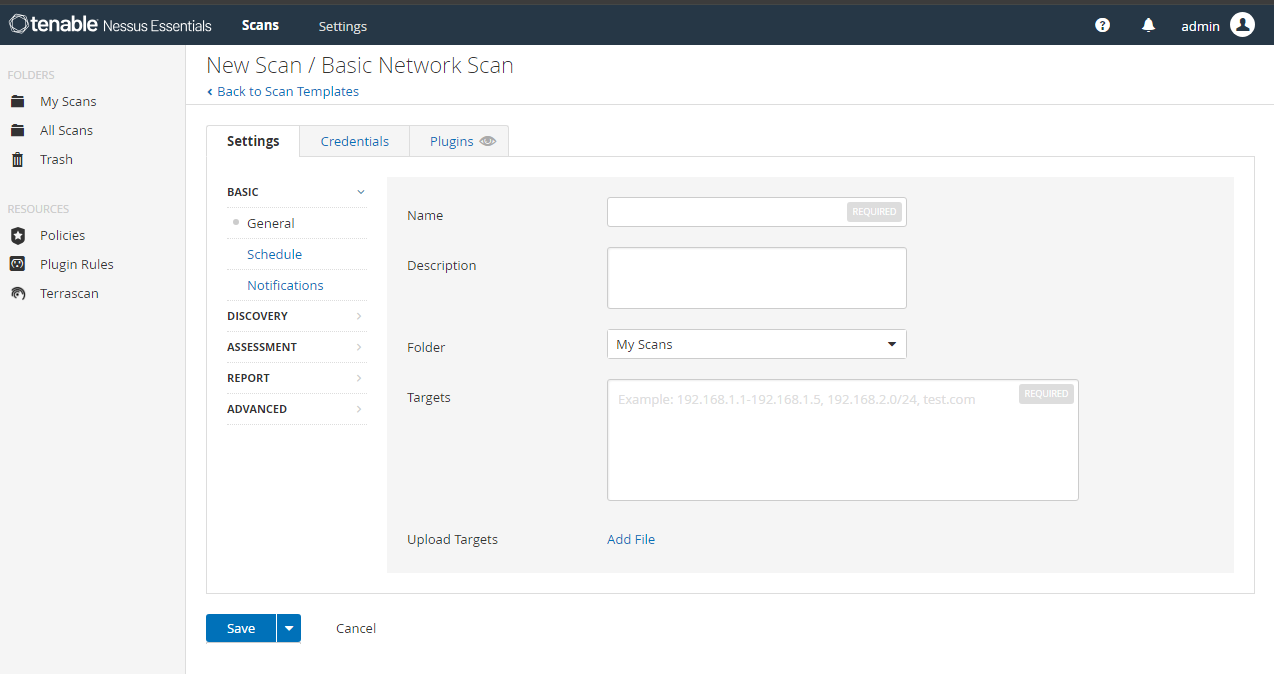 tenable Nessus Essentials Scans Settings ? admin
FOLDERS
My Scans
All Scans
Trash
RESOURCES
Policies
Plugin Rules
Terrascan
New Scan / Basic Network Scan
‹ Back to Scan Templates
Settings Credentials Plugins
BASIC
General
Schedule
Notifications
DISCOVERY
ASSESSMENT
REPORT
ADVANCED
Name REQUIRED
Description
Folder My Scans
Targets Example: 192.168.1.1-192.168.1.5, 192.168.2.0/24, test.com REQUIRED
Upload Targets Add File
Save Cancel